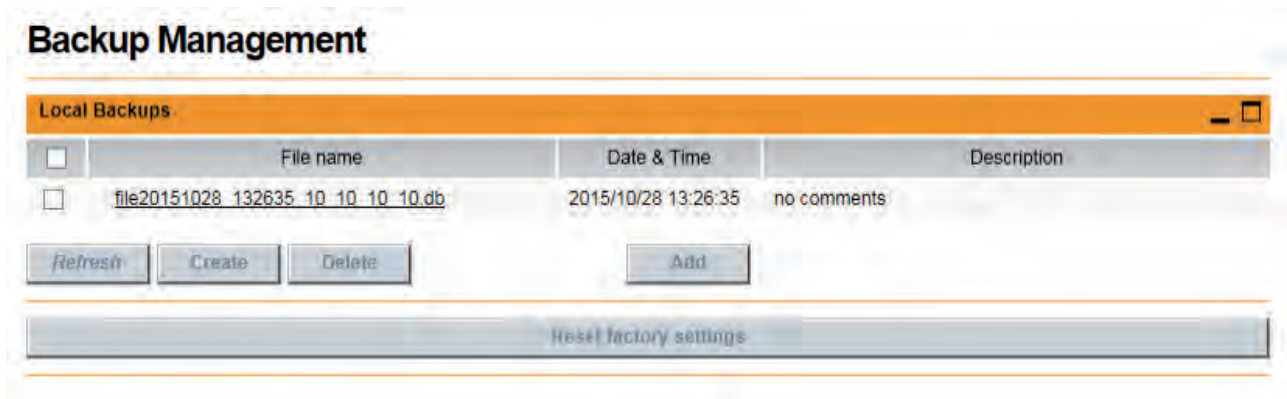 Backup Management
Local Backups
File name Date & Time Description
file20151028_132635_10_10_10_10.db 2015/10/28 13:26:35 no comments
Refresh Create Delete Add
Reset factory settings